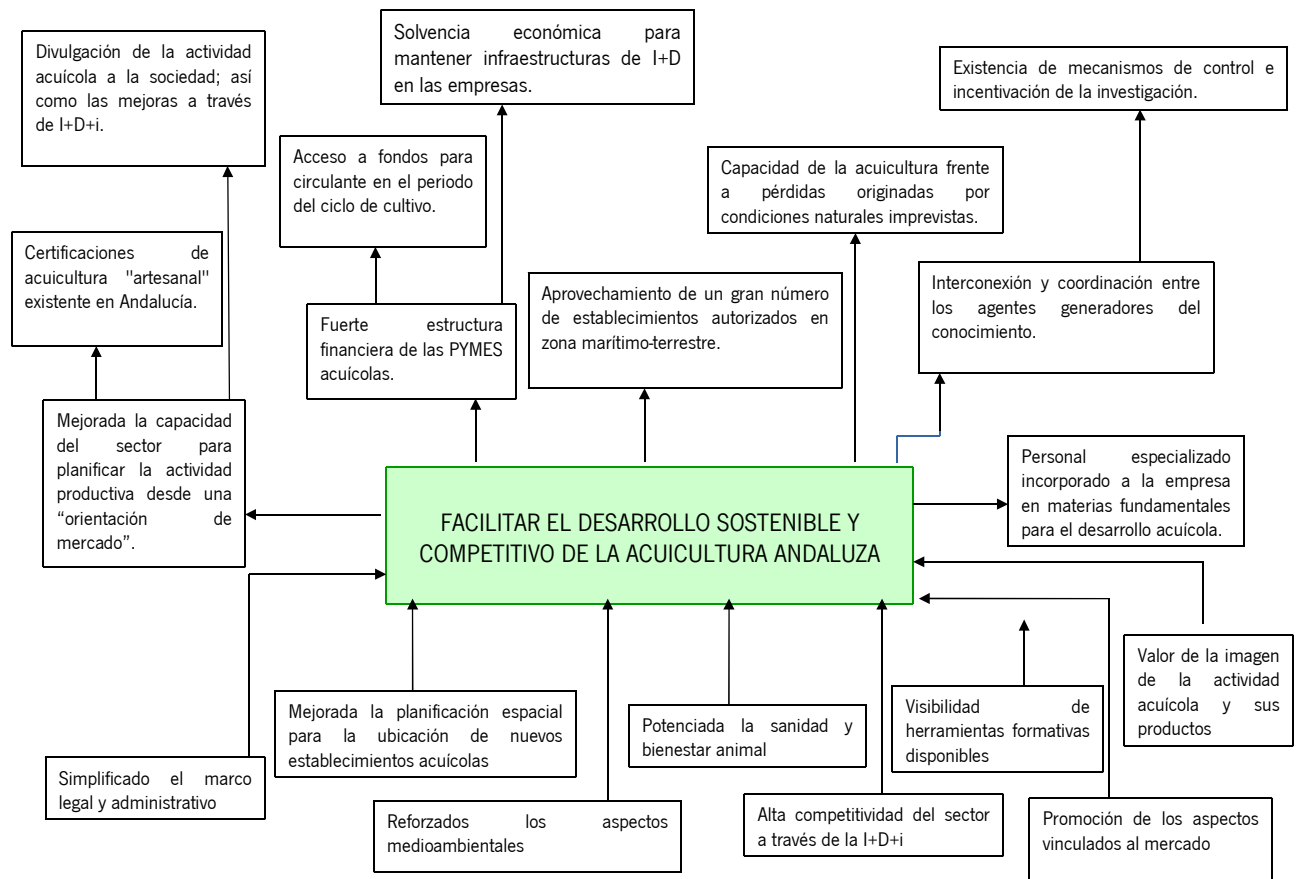 Solvencia económica para
mantener infraestructuras de I+D
en las empresas.
Divulgación de la actividad
acuícola a la sociedad; así
como las mejoras a través
de I+D+i.
Existencia de mecanismos de control e
incentivación de la investigación.
Acceso a fondos para
circulante en el periodo
del ciclo de cultivo.
Capacidad de la acuicultura frente
a pérdidas originadas por
condiciones naturales imprevistas.
Certificaciones de
acuicultura "artesanal"
existente en Andalucía.
Fuerte estructura
financiera de las PYMES
acuícolas.
Aprovechamiento de un gran número
de establecimientos autorizados en
zona marítimo-terrestre.
Interconexión y coordinación entre
los agentes generadores del
conocimiento.
Mejorada la capacidad
del sector para
planificar la actividad
productiva desde una
“orientación de
mercado”.
Personal especializado
incorporado a la empresa
en materias fundamentales
para el desarrollo acuícola.
FACILITAR EL DESARROLLO SOSTENIBLE Y
COMPETITIVO DE LA ACUICULTURA ANDALUZA
Valor de la imagen
de la actividad
acuícola y sus
productos
Mejorada la planificación espacial
para la ubicación de nuevos
establecimientos acuícolas
Potenciada la sanidad y
bienestar animal
Visibilidad de
herramientas formativas
disponibles
Simplificado el marco
legal y administrativo
Reforzados los aspectos
medioambientales
Alta competitividad del sector
a través de la I+D+i
Promoción de los aspectos
vinculados al mercado